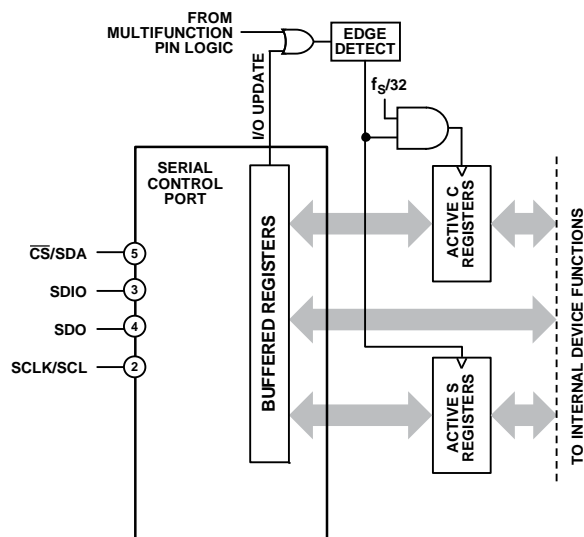 FROM
MULTIFUNCTION
PIN LOGIC
EDGE
DETECT
I/O UPDATE
fS/32
SERIAL
CONTROL
PORT
BUFFERED REGISTERS
ACTIVE C
REGISTERS
CS/SDA
5
SDIO
3
SDO
4
SCLK/SCL
2
ACTIVE S
REGISTERS
TO INTERNAL DEVICE FUNCTIONS